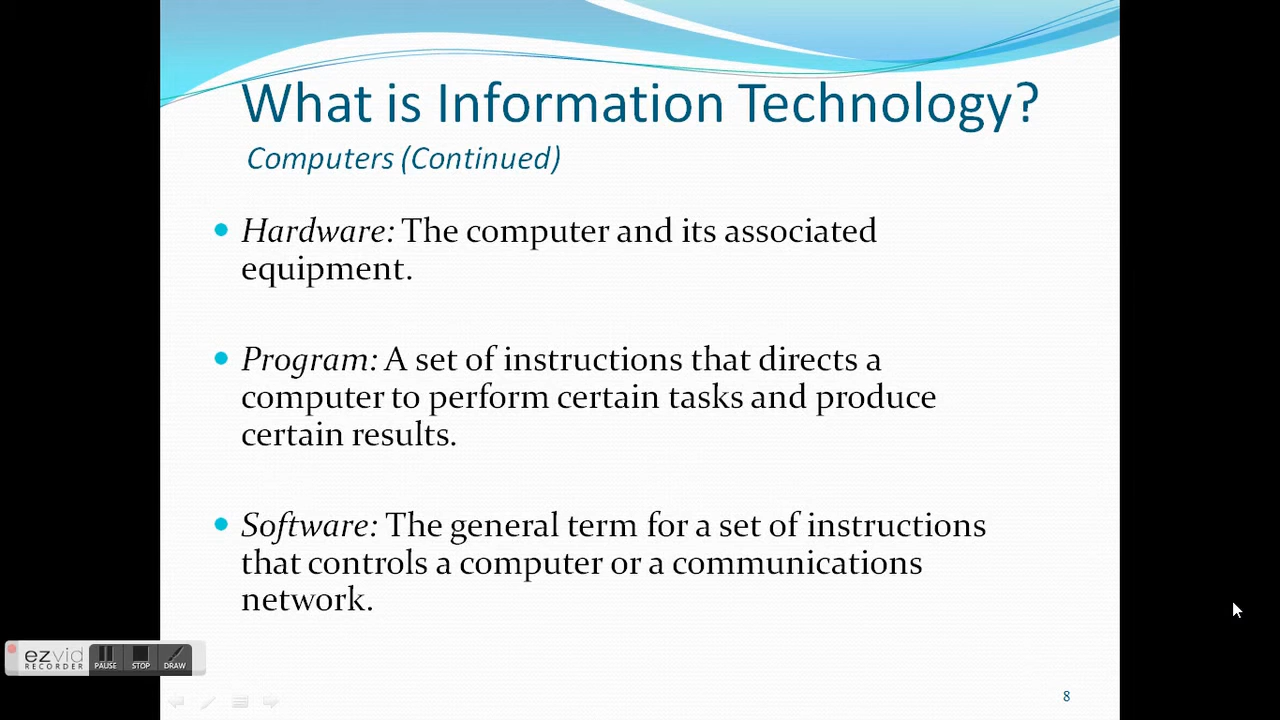 What is Information Technology?
Computers (Continued)
• Hardware: The computer and its associated
equipment.
• Program: A set of instructions that directs a
computer to perform certain tasks and produce
certain results.
• Software: The general term for a set of instructions
that controls a computer or a communications
network.
ezvid
RECORDER
PAUSE STOP DRAW
8